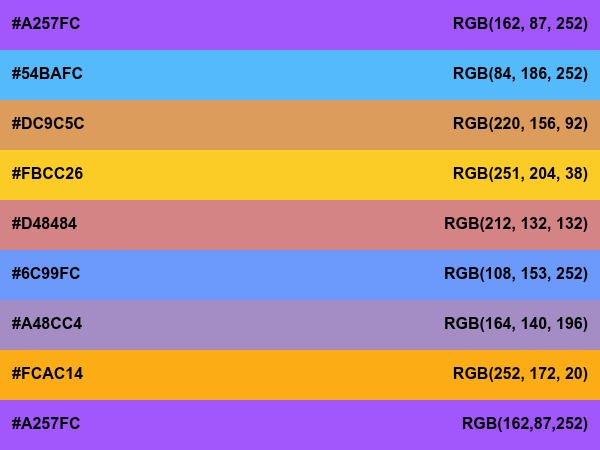 #A257FC RGB(162, 87, 252)
#54BAFC RGB(84, 186, 252)
#DC9C5C RGB(220, 156, 92)
#FBCC26 RGB(251, 204, 38)
#D48484 RGB(212, 132, 132)
#6C99FC RGB(108, 153, 252)
#A48CC4 RGB(164, 140, 196)
#FCAC14 RGB(252, 172, 20)
#A257FC RGB(162,87,252)